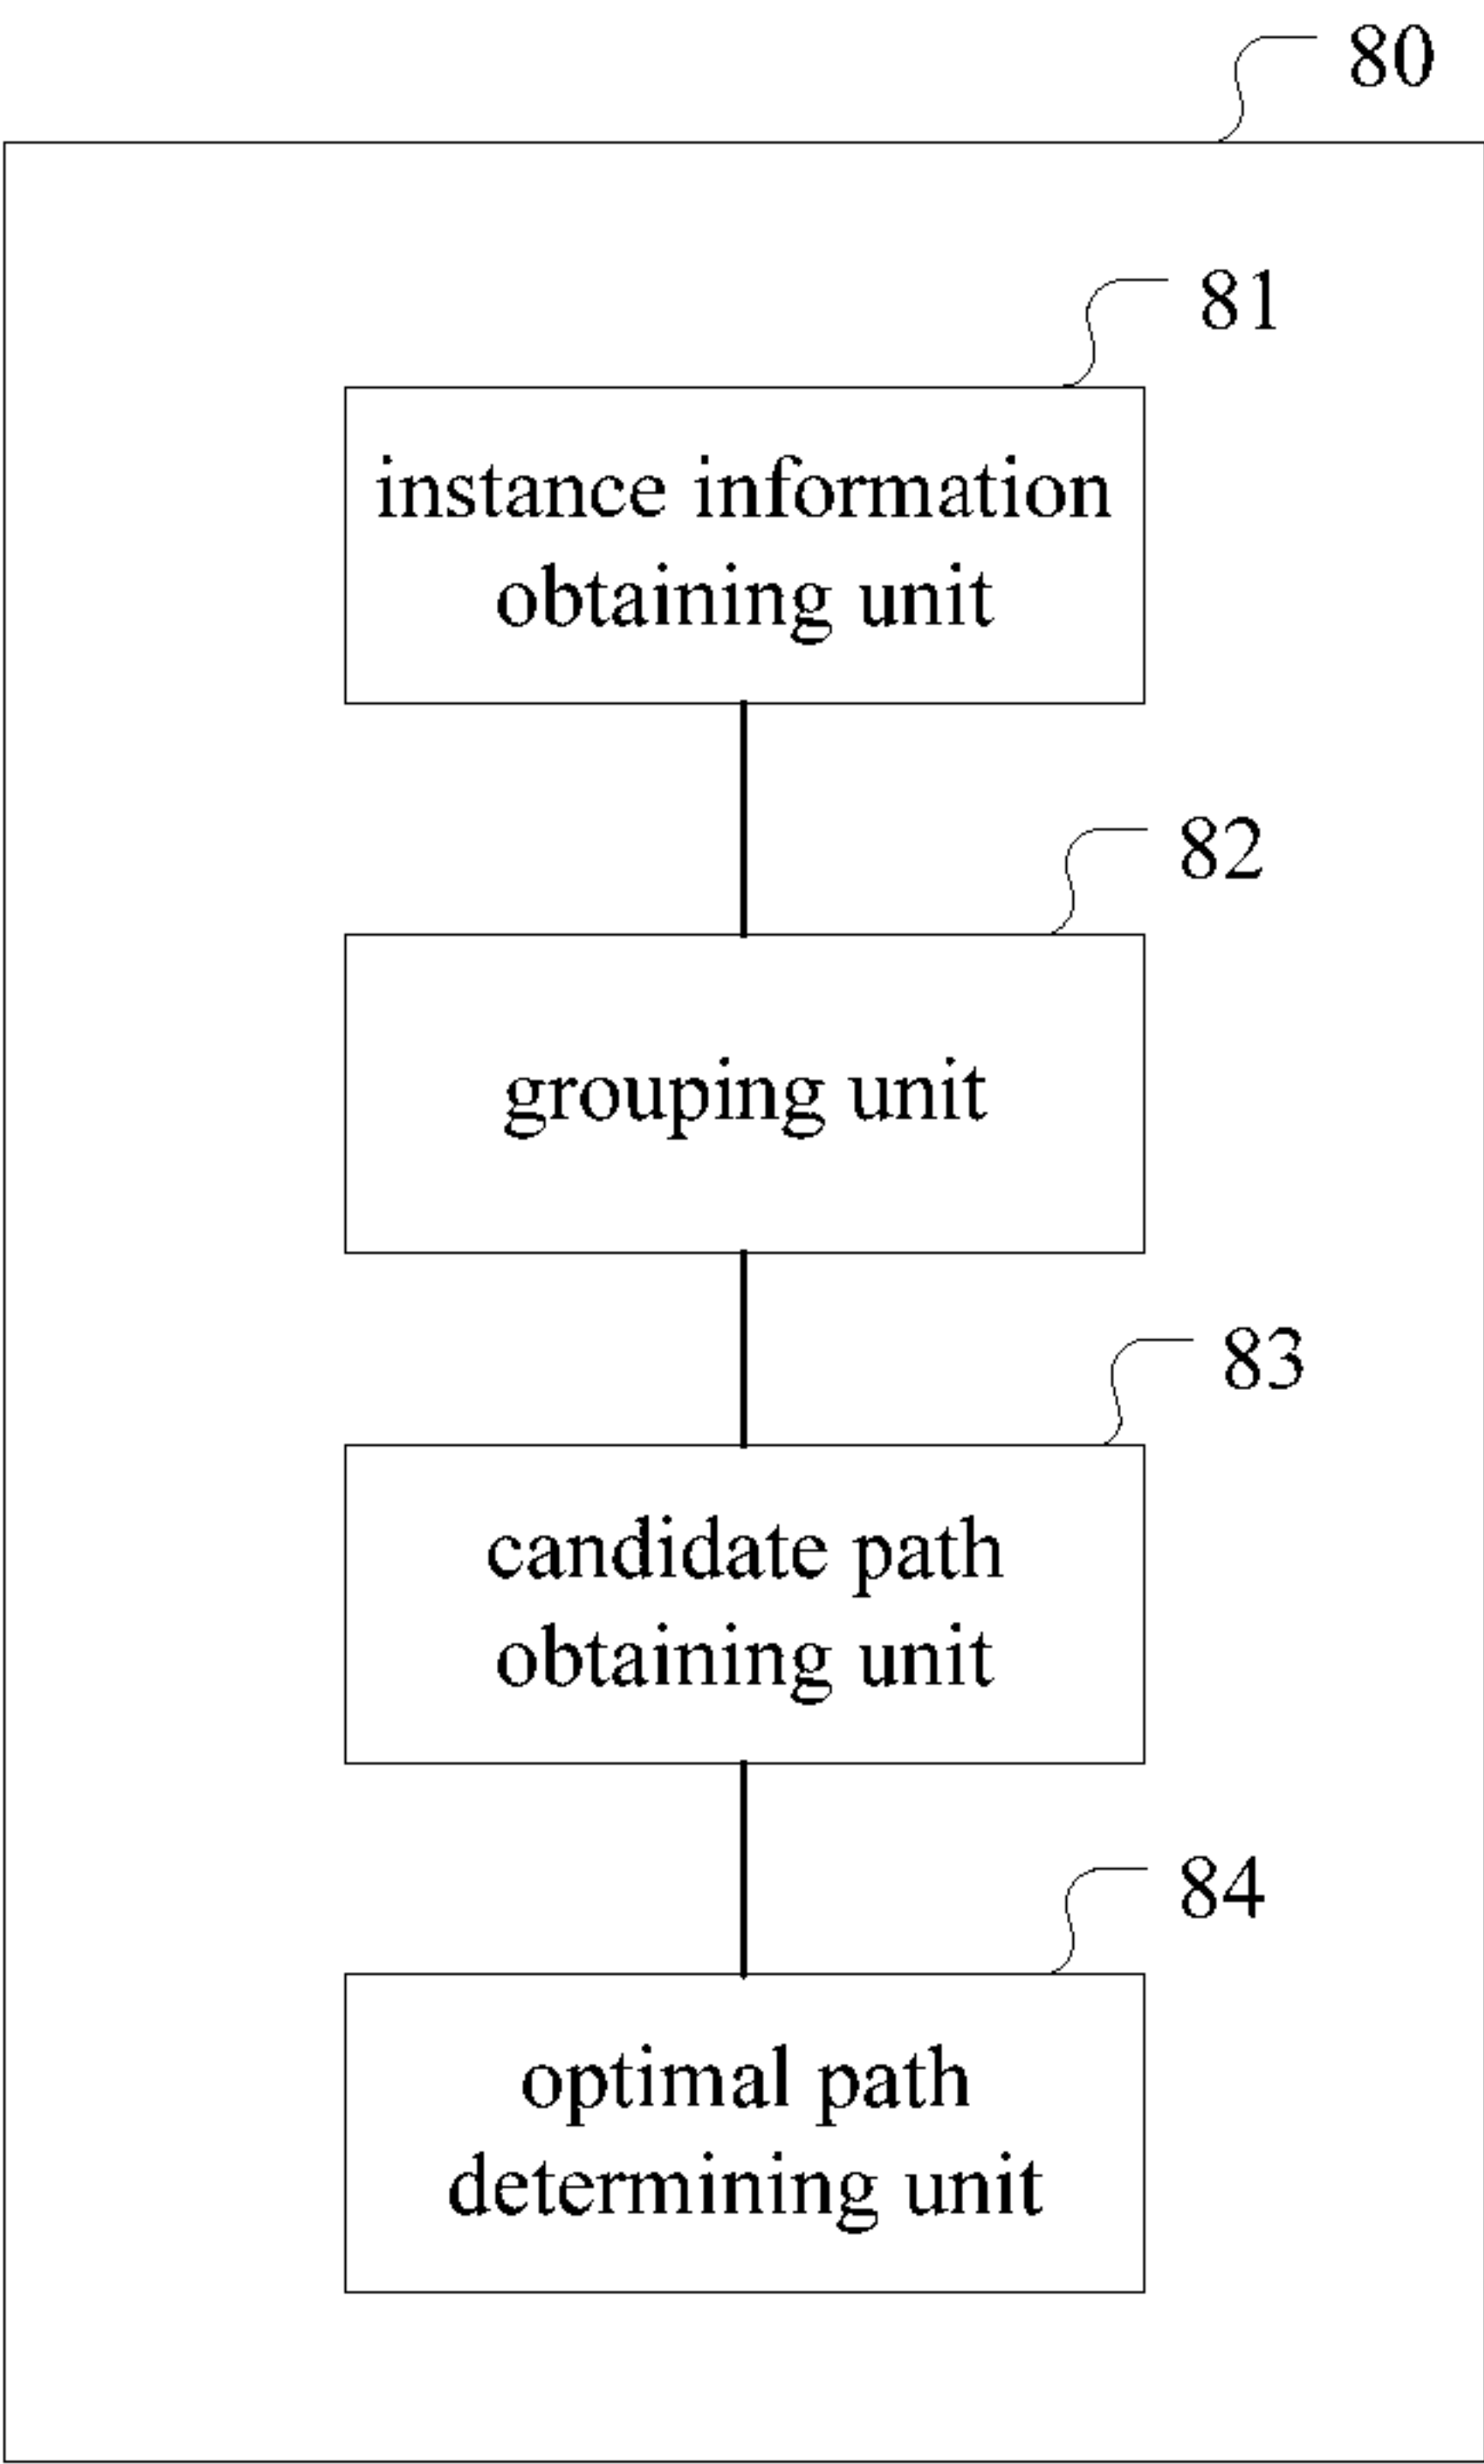 80
81
instance information
obtaining unit
82
grouping unit
83
candidate path
obtaining unit
84
optimal path
determining unit